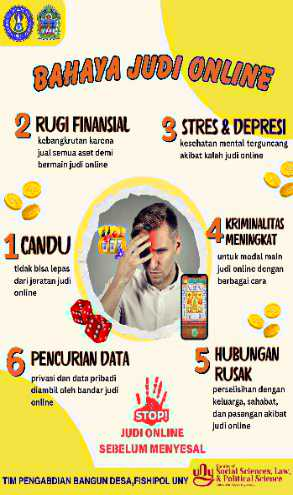 BAHAYA JUDI ONLINE
2 RUGI FINANSIAL
kebangkrutan karena
jual semua aset demi
bermain judi online
3 STRES & DEPRESI
kesehatan mental terguncang
akibat kalah judi online
1 CANDU
tidak bisa lepas
dari jeratan judi
online
4 KRIMINALITAS
MENINGKAT
untuk modal main
judi online dengan
berbagai cara
6 PENCURIAN DATA
privasi dan data pribadi
diambil oleh bandar judi
online
5 HUBUNGAN
RUSAK
perselisihan dengan
keluarga, sahabat,
dan pasangan akibat
judi online
STOP!
JUDI ONLINE
SEBELUM MENYESAL
TIM PENGABDIAN BANGUN DESA,FISHIPOL UNY
Social Sciences, Law,
& Political Science